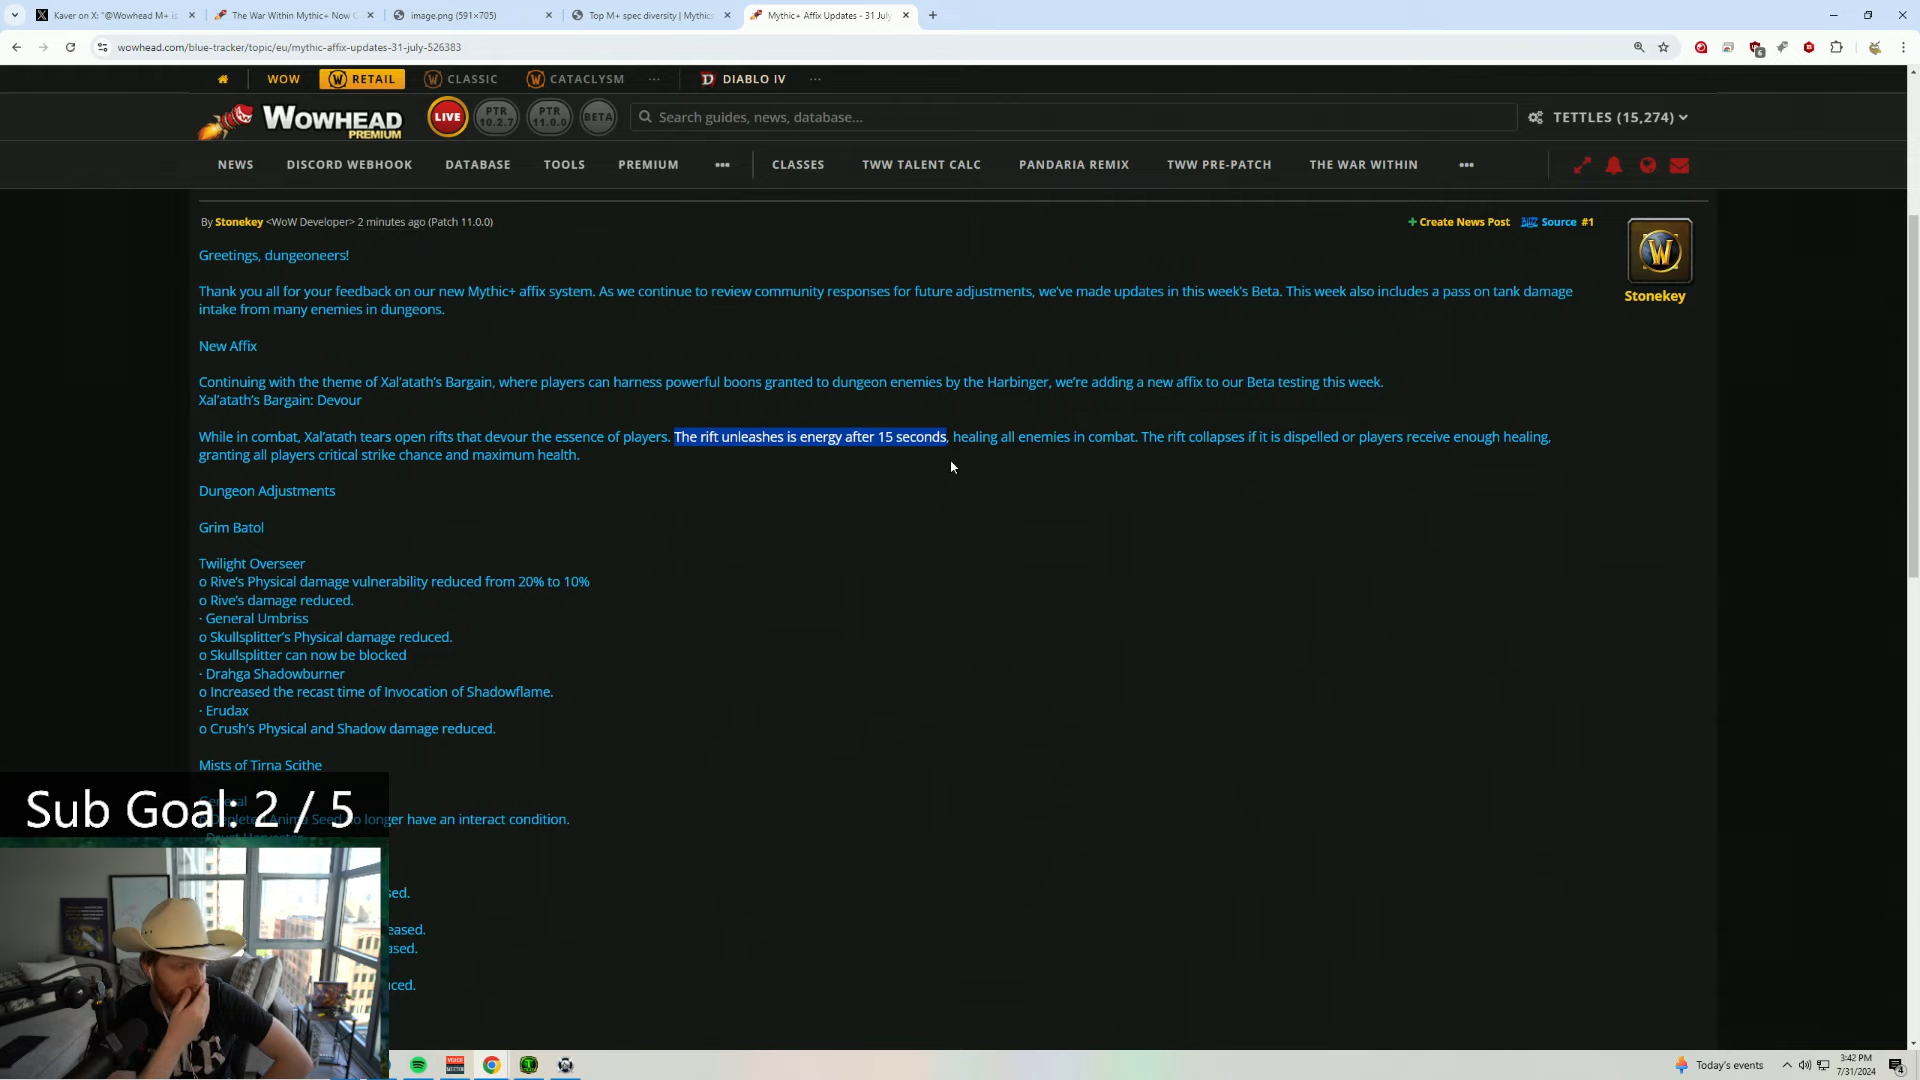 Kaver on X: "@Wowhead M+ is
The War Within Mythic+ Now C
image.png (591×705)
Top M+ spec diversity | Mythic+
Mythic+ Affix Updates - 31 July
wowhead.com/blue-tracker/topic/eu/mythic-affix-updates-31-july-526383
6
WOW
RETAIL
CLASSIC
CATACLYSM
DIABLO IV
WOWHEAD
PREMIUM
LIVE
PTR 10.2.7
PTR 11.0.0
BETA
Search guides, news, database...
TETTLES (15,274)
NEWS
DISCORD WEBHOOK
DATABASE
TOOLS
PREMIUM
CLASSES
TWW TALENT CALC
PANDARIA REMIX
TWW PRE-PATCH
THE WAR WITHIN
By Stonekey <WoW Developer> 2 minutes ago (Patch 11.0.0)
+ Create News Post
BLIZ Source #1
Stonekey
Greetings, dungeoneers!
Thank you all for your feedback on our new Mythic+ affix system. As we continue to review community responses for future adjustments, we've made updates in this week's Beta. This week also includes a pass on tank damage
intake from many enemies in dungeons.
New Affix
Continuing with the theme of Xal'atath's Bargain, where players can harness powerful boons granted to dungeon enemies by the Harbinger, we're adding a new affix to our Beta testing this week.
Xal'atath's Bargain: Devour
While in combat, Xal'atath tears open rifts that devour the essence of players. The rift unleashes is energy after 15 seconds, healing all enemies in combat. The rift collapses if it is dispelled or players receive enough healing,
granting all players critical strike chance and maximum health.
Dungeon Adjustments
Grim Batol
Twilight Overseer
o Rive's Physical damage vulnerability reduced from 20% to 10%
o Rive's damage reduced.
· General Umbriss
o Skullsplitter's Physical damage reduced.
o Skullsplitter can now be blocked
· Drahga Shadowburner
o Increased the recast time of Invocation of Shadowflame.
· Erudax
o Crush's Physical and Shadow damage reduced.
Mists of Tirna Scithe
General
o Depleted Anima Seed no longer have an interact condition.
Sub Goal: 2 / 5
sed.
eased.
ased.
uced.
VOICE MEETER
Today's events
3:42 PM
7/31/2024
4